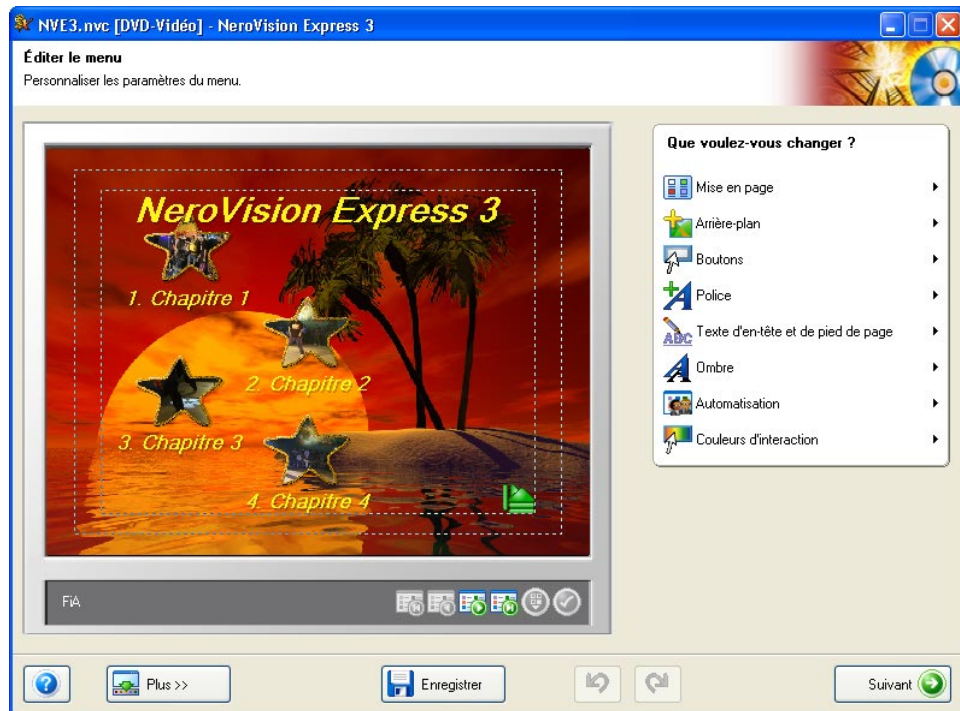 NVE3.nvc [DVD-Vidéo] - NeroVision Express 3
Éditer le menu
Personnaliser les paramètres du menu.
NeroVision Express 3
1. Chapitre 1
2. Chapitre 2
3. Chapitre 3
4. Chapitre 4
FiA
Que voulez-vous changer ?
Mise en page
Arrière-plan
Boutons
Police
ABC
Texte d'en-tête et de pied de page
Ombre
Automatisation
Couleurs d'interaction
Plus >>
Enregistrer
Suivant